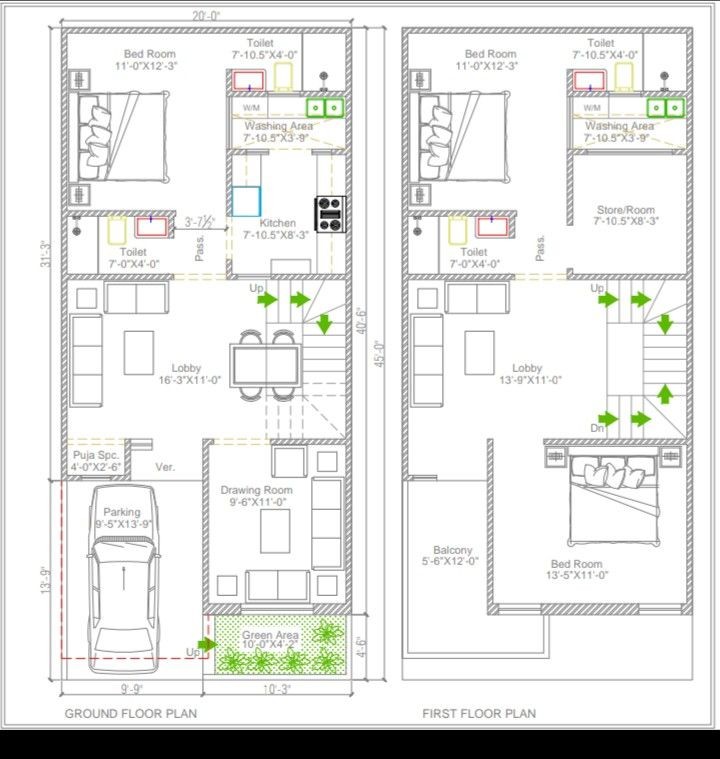 20'-0"
Bed Room
11'-0"X12'-3"
Toilet
7'-10.5"X4'-0"
W/M
Washing Area
7'-10.5"X3'-9"
3'-7½"
Kitchen
7'-10.5"X8'-3"
Pass.
Toilet
7'-0"X4'-0"
31'-3"
Up
Lobby
16'-3"X11'-0"
40'-6"
45'-0"
Puja Spc.
4'-0"X2'-6"
Ver.
Drawing Room
9'-6"X11'-0"
Parking
9'-5"X13'-9"
13'-9"
Up
Green Area
10'-0"X4'-2"
4'-6"
9'-9"
10'-3"
GROUND FLOOR PLAN
Bed Room
11'-0"X12'-3"
Toilet
7'-10.5"X4'-0"
W/M
Washing Area
7'-10.5"X3'-9"
Store/Room
7'-10.5"X8'-3"
Pass.
Toilet
7'-0"X4'-0"
Up
Lobby
13'-9"X11'-0"
Dn
Balcony
5'-6"X12'-0"
Bed Room
13'-5"X11'-0"
FIRST FLOOR PLAN